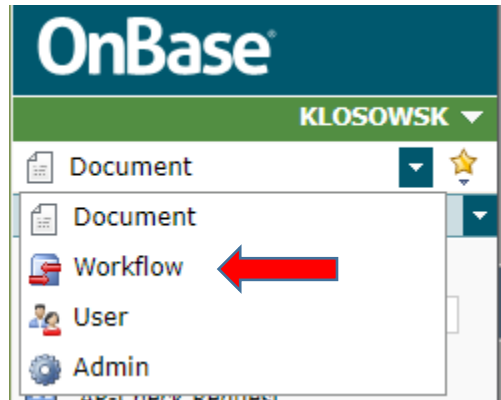 OnBase®
KLOSOWSK
Document
Document
Workflow
User
Admin